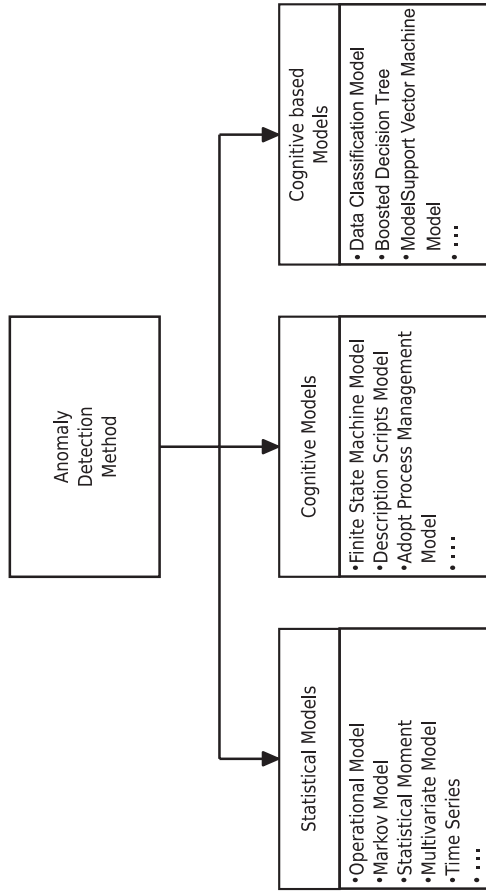 Anomaly
Detection
Method
Statistical Models
•Operational Model
•Markov Model
•Statistical Moment
•Multivariate Model
•Time Series
•....
Cognitive Models
•Finite State Machine Model
•Description Scripts Model
•Adopt Process Management
Model
•....
Cognitive based
Models
•Data Classification Model
•Boosted Decision Tree
•ModelSupport Vector Machine
Model
•....